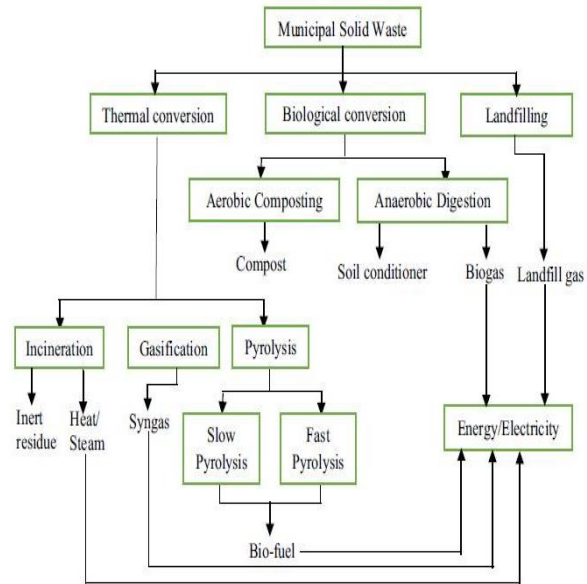 Municipal Solid Waste
Thermal conversion
Biological conversion
Landfilling
Aerobic Composting
Anaerobic Digestion
Compost
Soil conditioner
Biogas
Landfill gas
Incineration
Gasification
Pyrolysis
Inert
residue
Heat/
Steam
Syngas
Slow
Pyrolysis
Fast
Pyrolysis
Energy/Electricity
Bio-fuel